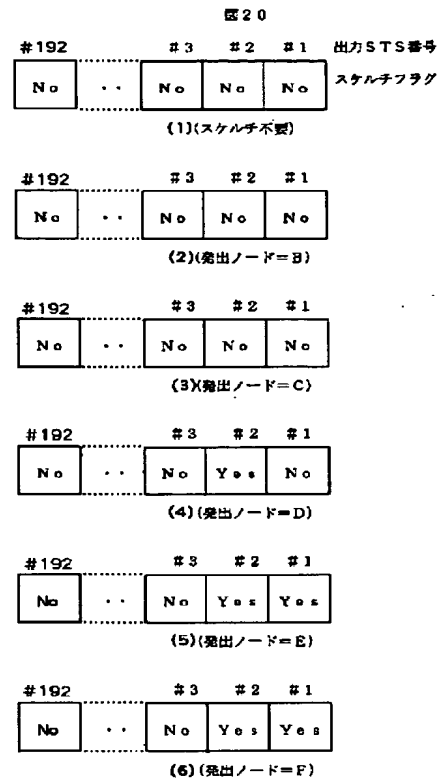 図20
#192 #3 #2 #1 出力STS番号
No ・・ No No No スケルチフラグ
(1)(スケルチ不要)
#192 #3 #2 #1
No ・・ No No No
(2)(発出ノード=B)
#192 #3 #2 #1
No ・・ No No No
(3)(発出ノード=C)
#192 #3 #2 #1
No ・・ No Yes No
(4)(発出ノード=D)
#192 #3 #2 #1
No ・・ No Yes Yes
(5)(発出ノード=E)
#192 #3 #2 #1
No ・・ No Yes Yes
(6)(発出ノード=F)